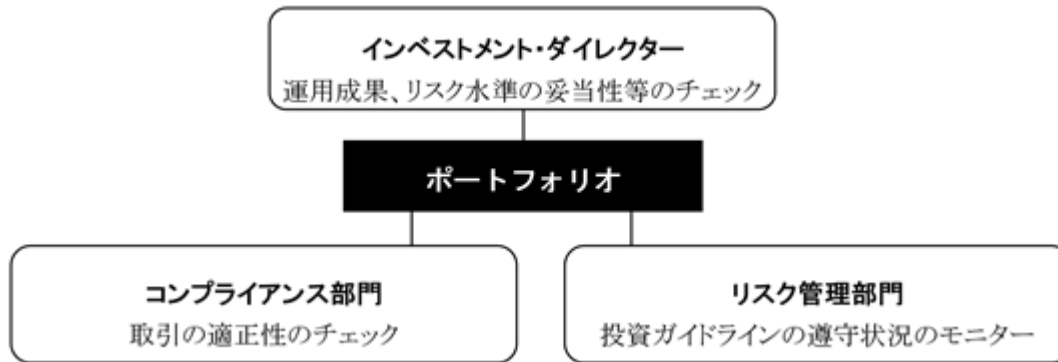 インベストメント・ダイレクター
運用成果、リスク水準の妥当性等のチェック
ポートフォリオ
コンプライアンス部門
取引の適正性のチェック
リスク管理部門
投資ガイドラインの遵守状況のモニター